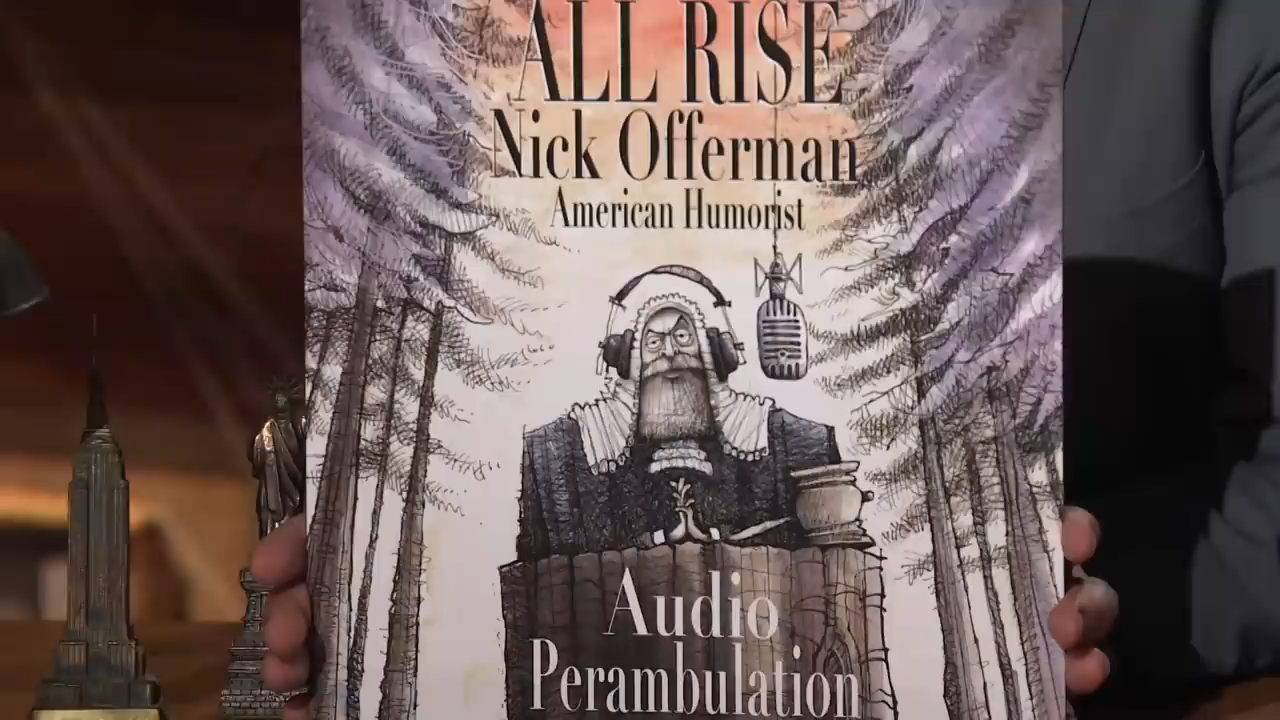 ALL RISE
Nick Offerman
American Humorist
Audio
Perambulation